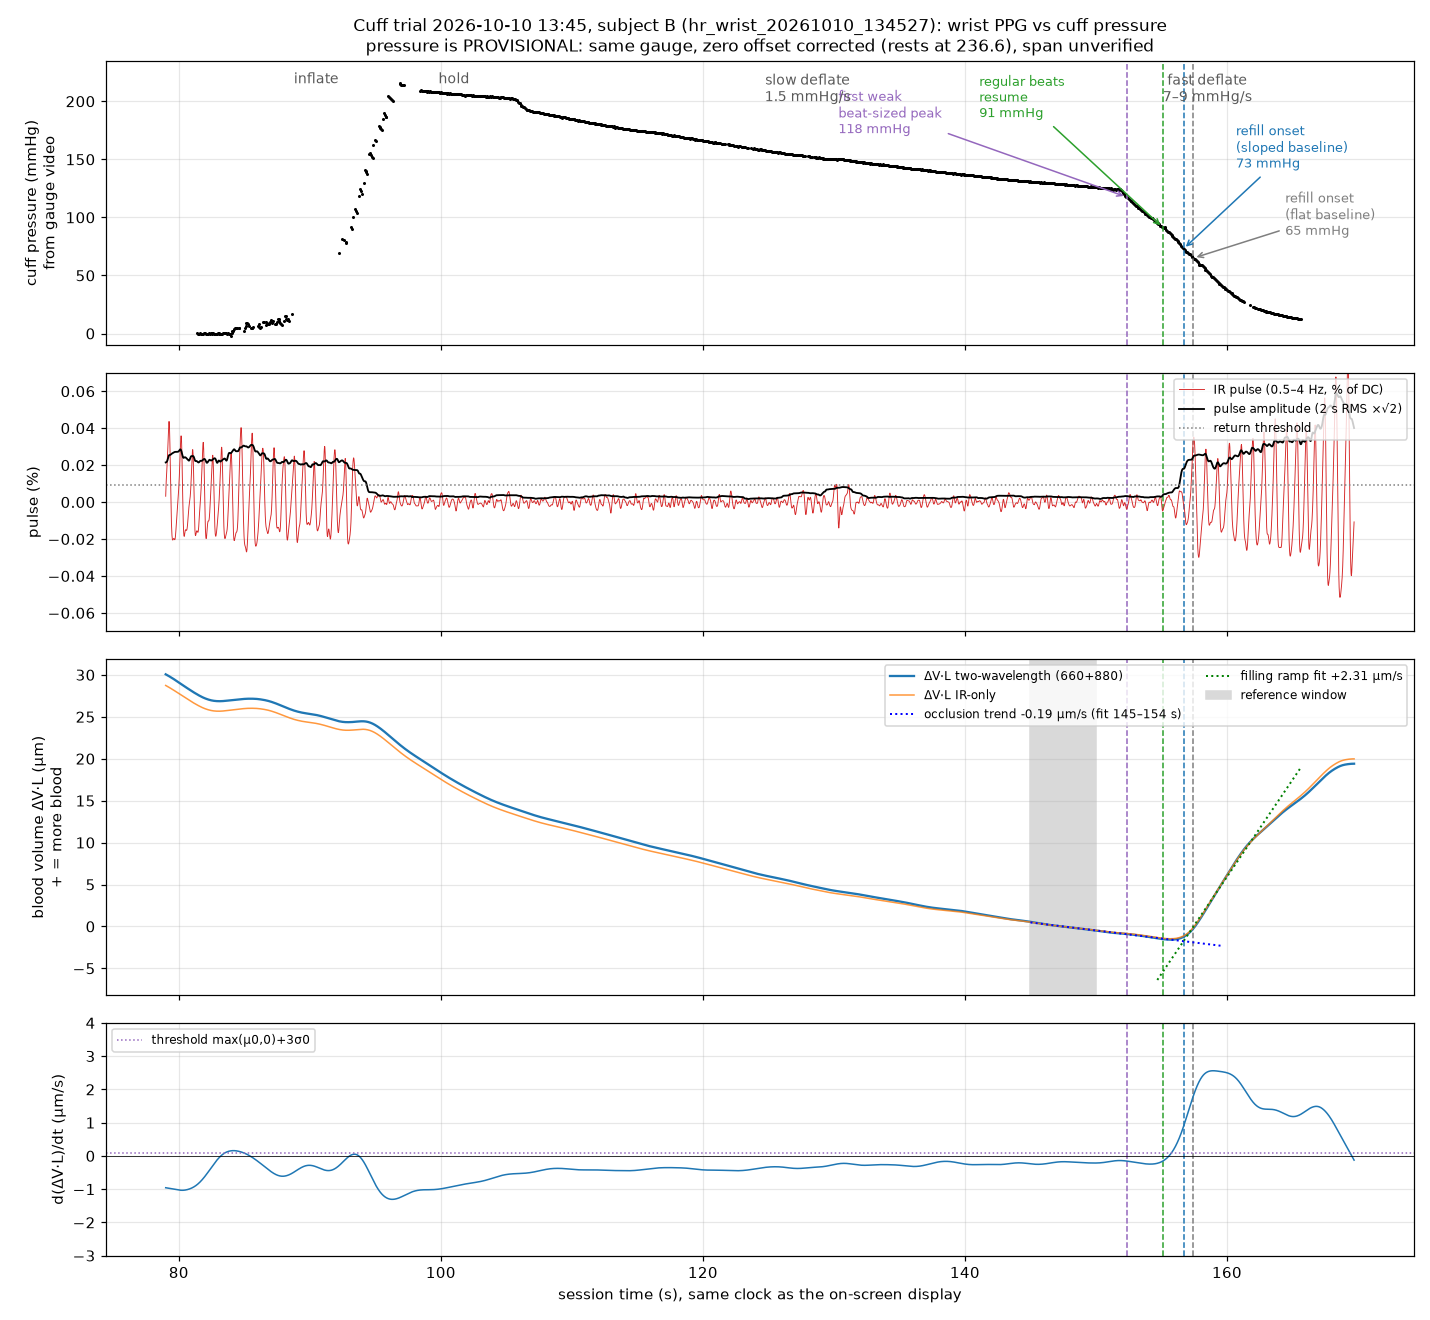 Cuff trial 2026-10-10 13:45, subject B (hr_wrist_20261010_134527): wrist PPG vs cuff pressure
pressure is PROVISIONAL: same gauge, zero offset corrected (rests at 236.6), span unverified
inflate
hold
slow deflate
1.5 mmHg/s
first weak
beat-sized peak
118 mmHg
regular beats
resume
91 mmHg
fast deflate
7–9 mmHg/s
refill onset
(sloped baseline)
73 mmHg
refill onset
(flat baseline)
65 mmHg
cuff pressure (mmHg)
from gauge video
200
150
100
50
0
IR pulse (0.5–4 Hz, % of DC)
pulse amplitude (2 s RMS ×√2)
return threshold
pulse (%)
0.06
0.04
0.02
0.00
−0.02
−0.04
−0.06
ΔV·L two-wavelength (660+880)
ΔV·L IR-only
occlusion trend -0.19 μm/s (fit 145–154 s)
filling ramp fit +2.31 μm/s
reference window
blood volume ΔV·L (μm)
+ = more blood
30
25
20
15
10
5
0
−5
threshold max(μ0,0)+3σ0
d(ΔV·L)/dt (μm/s)
4
3
2
1
0
−1
−2
−3
80
100
120
140
160
session time (s), same clock as the on-screen display